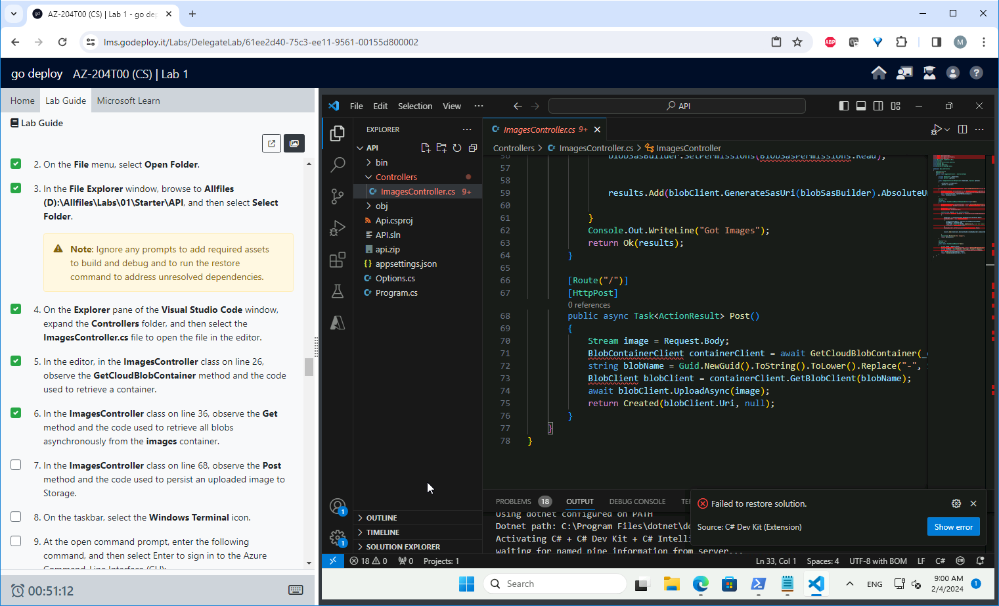 AZ-204T00 (CS) | Lab 1 - go de
lms.godeploy.it/Labs/DelegateLab/61ee2d40-75c3-ee11-9561-00155d800002
ABP
M
go deploy AZ-204T00 (CS) | Lab 1
Home Lab Guide Microsoft Learn
Lab Guide
2. On the File menu, select Open Folder.
3. In the File Explorer window, browse to Allfiles
(D):\Allfiles\Labs\01\Starter\API, and then select Select
Folder.
Note: Ignore any prompts to add required assets
to build and debug and to run the restore
command to address unresolved dependencies.
4. On the Explorer pane of the Visual Studio Code window,
expand the Controllers folder, and then select the
ImagesController.cs file to open the file in the editor.
5. In the editor, in the ImagesController class on line 26,
observe the GetCloudBlobContainer method and the code
used to retrieve a container.
6. In the ImagesController class on line 36, observe the Get
method and the code used to retrieve all blobs
asynchronously from the images container.
7. In the ImagesController class on line 68, observe the Post
method and the code used to persist an uploaded image to
Storage.
8. On the taskbar, select the Windows Terminal icon.
9. At the open command prompt, enter the following
command, and then select Enter to sign in to the Azure
Command-Line Interface (CLI):
00:51:12
File Edit Selection View ···
API
EXPLORER
API
bin
Controllers
ImagesController.cs 9+
obj
Api.csproj
API.sln
api.zip
appsettings.json
Options.cs
Program.cs
OUTLINE
TIMELINE
SOLUTION EXPLORER
1
1
ImagesController.cs 9+
Controllers > ImagesController.cs > ImagesController
56 blobSasBuilder.SetPermissions(BlobSasPermissions.Read);
57
58
59 results.Add(blobClient.GenerateSasUri(blobSasBuilder).AbsoluteU
60
61 }
62 Console.Out.WriteLine("Got Images");
63 return Ok(results);
64 }
65
66 [Route("/")]
67 [HttpPost]
0 references
68 public async Task<ActionResult> Post()
69 {
70 Stream image = Request.Body;
71 BlobContainerClient containerClient = await GetCloudBlobContainer(_
72 string blobName = Guid.NewGuid().ToString().ToLower().Replace("-",
73 BlobClient blobClient = containerClient.GetBlobClient(blobName);
74 await blobClient.UploadAsync(image);
75 return Created(blobClient.Uri, null);
76 }
77 }
78 }
PROBLEMS 18 OUTPUT DEBUG CONSOLE TE
Using dotnet configured on PATH
Dotnet path: C:\Program Files\dotnet\do
Activating C# + C# Dev Kit + C# Intelli
waiting for named pipe information from server...
Failed to restore solution.
Source: C# Dev Kit (Extension)
Show error
18 0 0 Projects: 1
Ln 33, Col 1 Spaces: 4 UTF-8 with BOM LF C#
Search
ENG
9:00 AM
2/4/2024
1